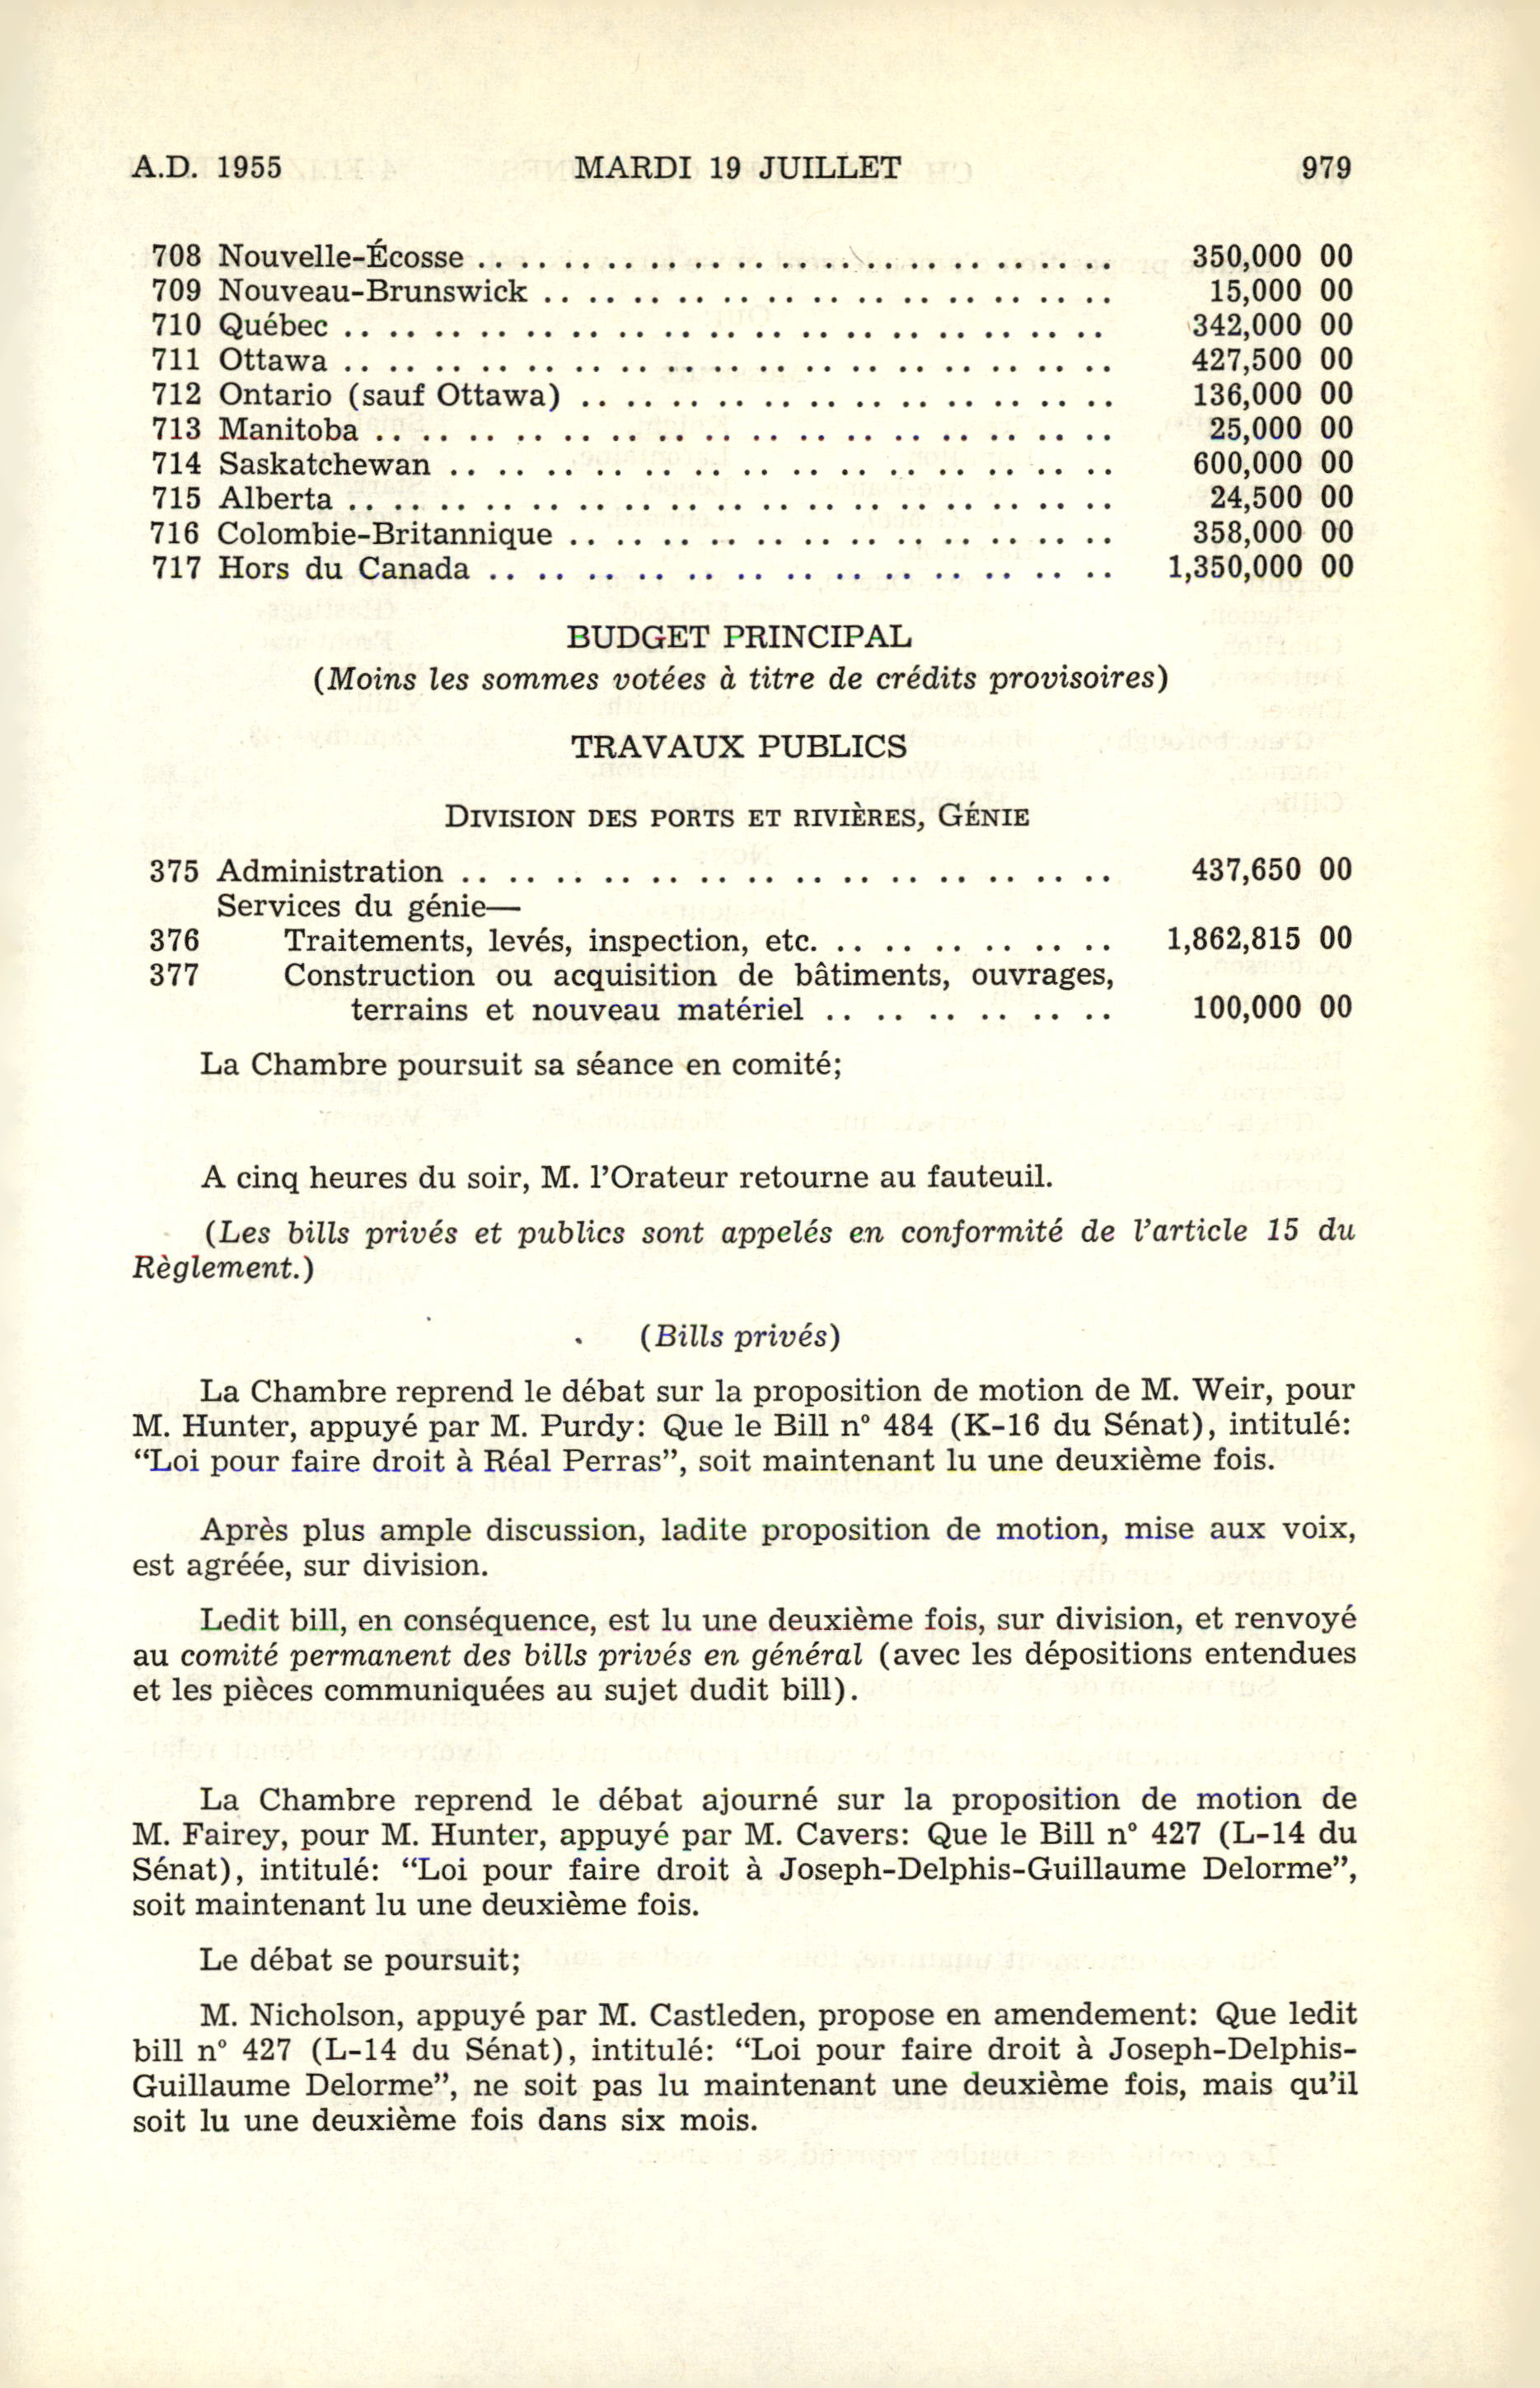 A.D. 1955 MARDI 19 JUILLET 979
708 Nouvelle-Écosse 350,000 00
709 Nouveau-Brunswick 15,000 00
710 Québec 342,000 00
711 Ottawa 427,500 00
712 Ontario (sauf Ottawa) 136,000 00
713 Manitoba 25,000 00
714 Saskatchewan 600,000 00
715 Alberta 24,500 00
716 Colombie-Britannique 358,000 00
717 Hors du Canada 1,350,000 00
BUDGET PRINCIPAL
(Moins les sommes votées à titre de crédits provisoires)
TRAVAUX PUBLICS
Division des ports et rivières, Génie
375 Administration 437,650 00
Services du génie—
376 Traitements, levés, inspection, etc. 1,862,815 00
377 Construction ou acquisition de bâtiments, ouvrages,
terrains et nouveau matériel 100,000 00
La Chambre poursuit sa séance en comité;
A cinq heures du soir, M. l'Orateur retourne au fauteuil.
(Les bills privés et publics sont appelés en conformité de l'article 15 du
Règlement.)
(Bills privés)
La Chambre reprend le débat sur la proposition de motion de M. Weir, pour
M. Hunter, appuyé par M. Purdy: Que le Bill n° 484 (K-16 du Sénat), intitulé:
“Loi pour faire droit à Réal Perras”, soit maintenant lu une deuxième fois.
Après plus ample discussion, ladite proposition de motion, mise aux voix,
est agréée, sur division.
Ledit bill, en conséquence, est lu une deuxième fois, sur division, et renvoyé
au comité permanent des bills privés en général (avec les dépositions entendues
et les pièces communiquées au sujet dudit bill).
La Chambre reprend le débat ajourné sur la proposition de motion de
M. Fairey, pour M. Hunter, appuyé par M. Cavers: Que le Bill n° 427 (L-14 du
Sénat), intitulé: “Loi pour faire droit à Joseph-Delphis-Guillaume Delorme”,
soit maintenant lu une deuxième fois.
Le débat se poursuit;
M. Nicholson, appuyé par M. Castleden, propose en amendement: Que ledit
bill n° 427 (L-14 du Sénat), intitulé: “Loi pour faire droit à Joseph-Delphis-
Guillaume Delorme”, ne soit pas lu maintenant une deuxième fois, mais qu'il
soit lu une deuxième fois dans six mois.